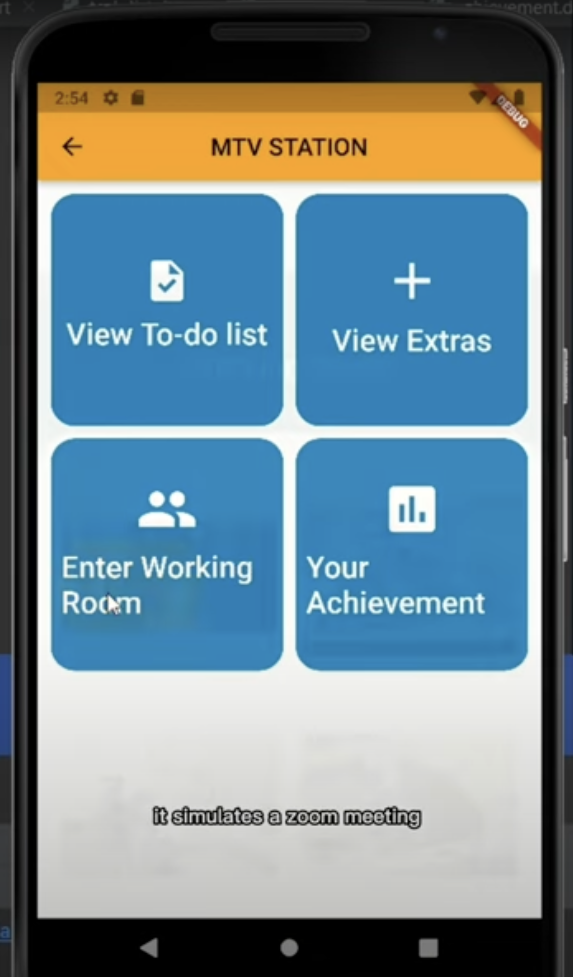 chievement.d
2:54
DEBUG
MTV STATION
View To-do list
View Extras
Enter Working
Room
Your
Achievement
it simulates a zoom meeting